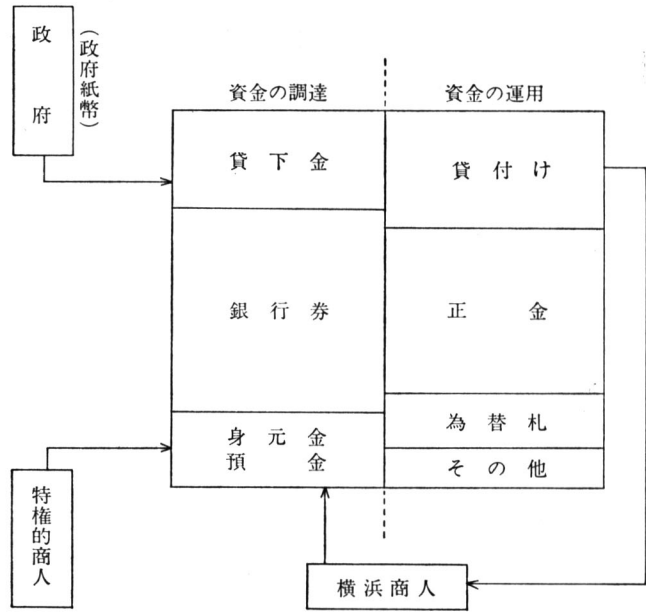 政府
（政府紙幣）
資金の調達
資金の運用
貸下金
貸付け
銀行券
正金
身元金
預金
為替札
その他
特権的商人
横浜商人